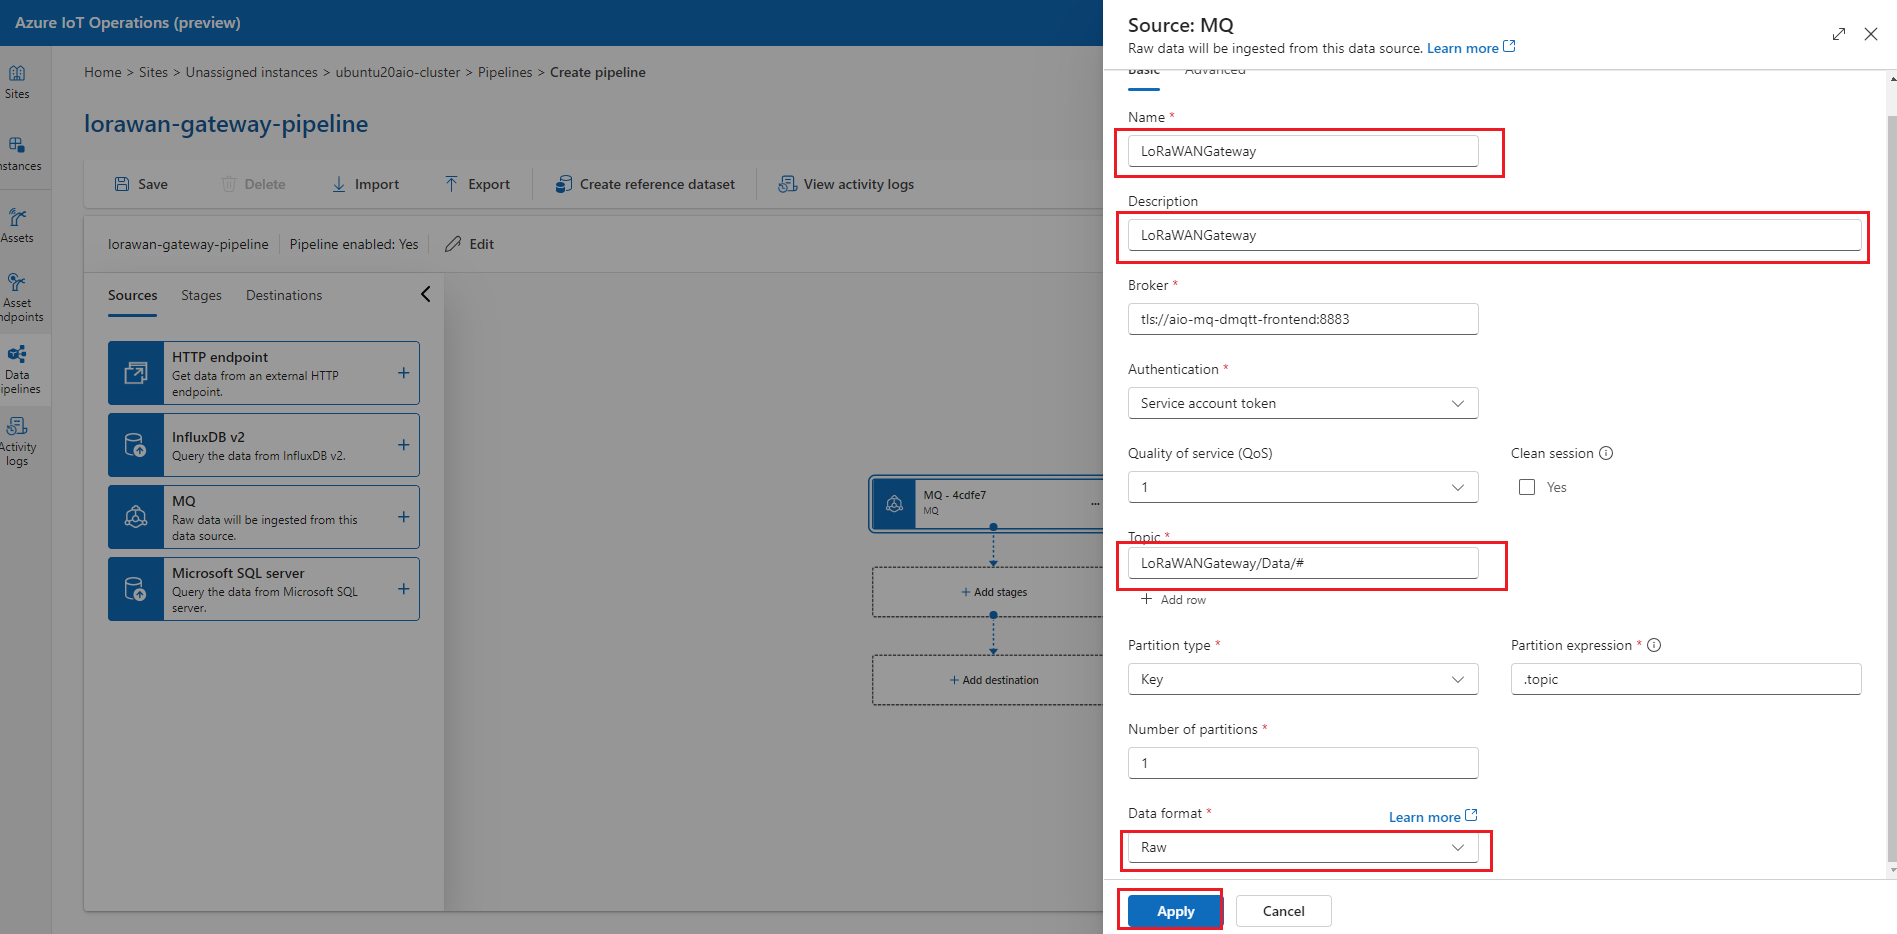 Azure IoT Operations (preview)
Sites
nstances
Assets
Asset
ndpoints
Data
ipelines
Activity
logs
Home > Sites > Unassigned instances > ubuntu20aio-cluster > Pipelines > Create pipeline
lorawan-gateway-pipeline
Save
Delete
Import
Export
Create reference dataset
View activity logs
lorawan-gateway-pipeline
Pipeline enabled: Yes
Edit
Sources
Stages
Destinations
HTTP endpoint
Get data from an external HTTP
endpoint.
InfluxDB v2
Query the data from InfluxDB v2.
MQ
Raw data will be ingested from this
data source.
Microsoft SQL server
Query the data from Microsoft SQL
server.
MQ - 4cdfe7
MQ
...
+ Add stages
+ Add destination
Source: MQ
Raw data will be ingested from this data source. Learn more
Basic
Advanced
Name *
LoRaWANGateway
Description
LoRaWANGateway
Broker *
tls://aio-mq-dmqtt-frontend:8883
Authentication *
Service account token
Quality of service (QoS)
Clean session
1
Yes
Topic *
LoRaWANGateway/Data/#
+ Add row
Partition type *
Partition expression *
Key
.topic
Number of partitions *
1
Data format *
Learn more
Raw
Apply
Cancel